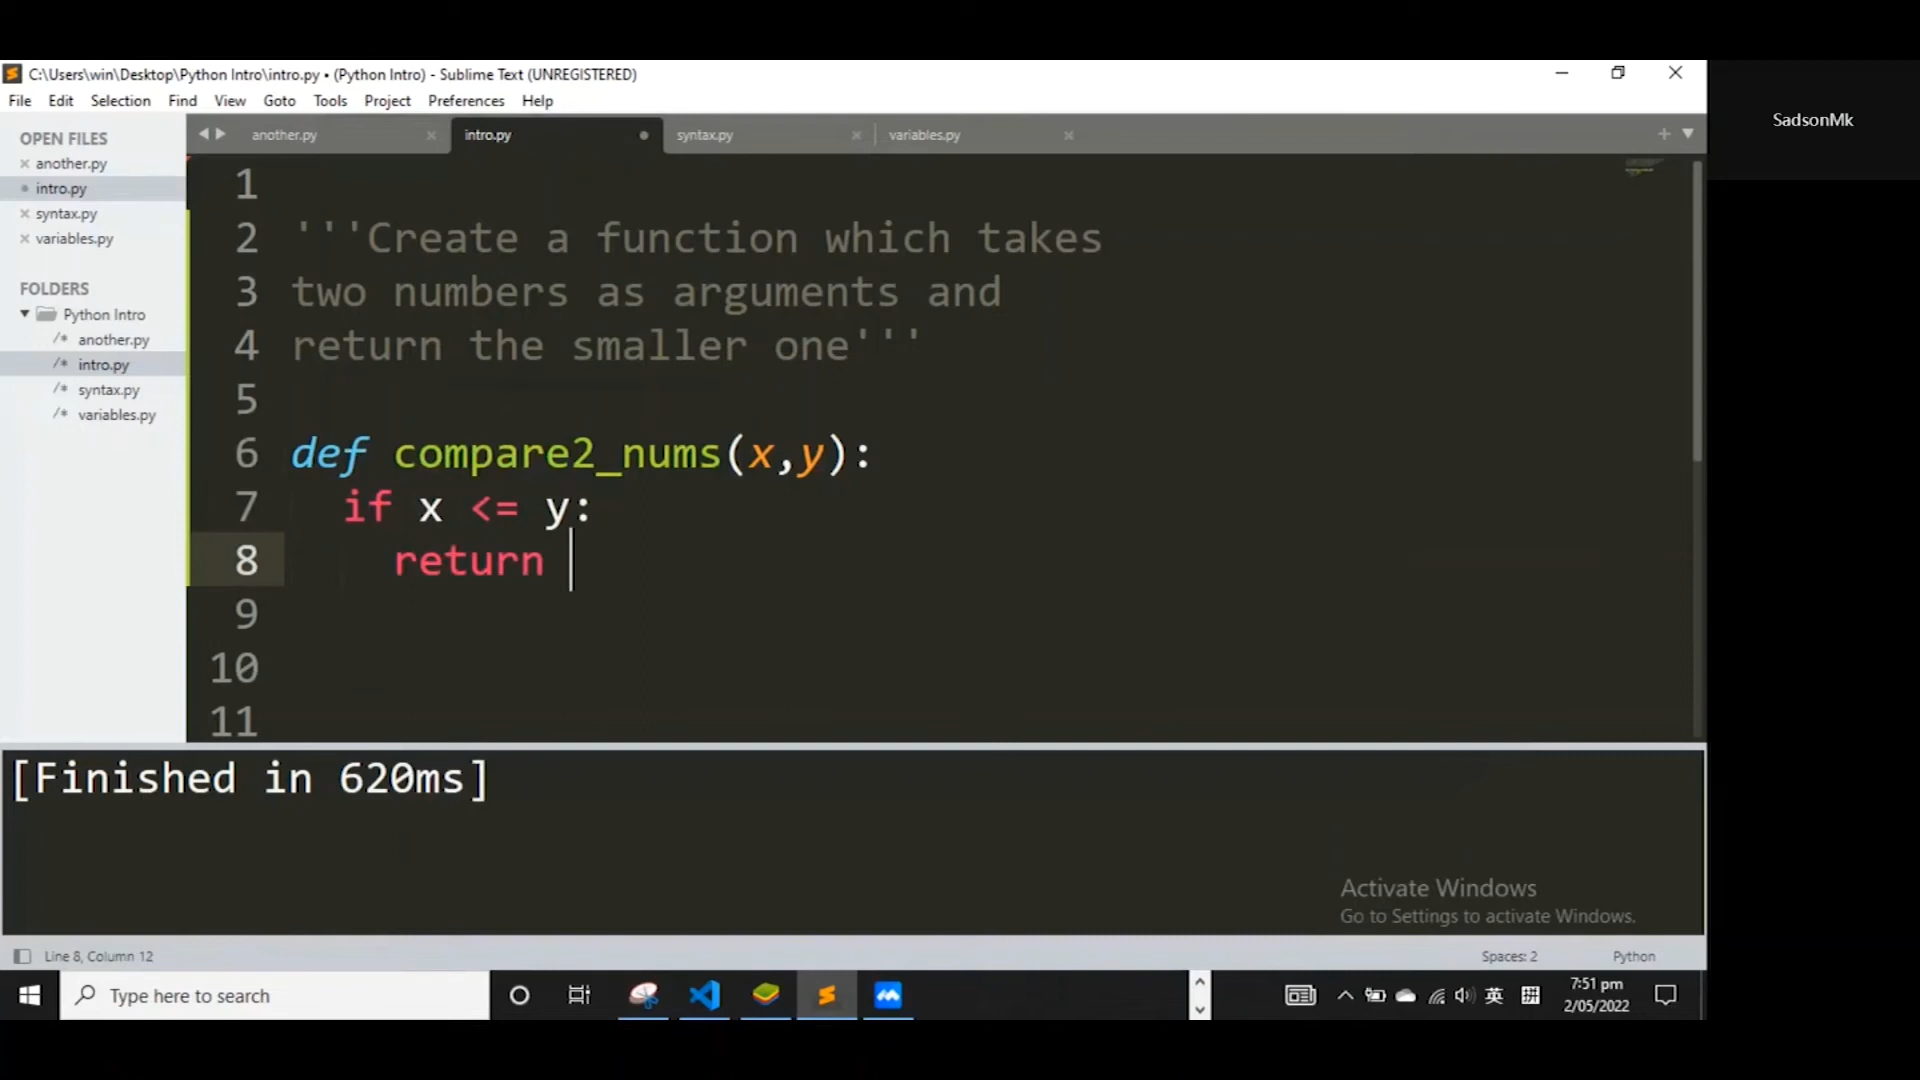 C:\Users\win\Desktop\Python Intro\intro.py • (Python Intro) - Sublime Text (UNREGISTERED)
File Edit Selection Find View Goto Tools Project Preferences Help
SadsonMk
OPEN FILES
another.py
intro.py
syntax.py
variables.py
FOLDERS
Python Intro
/* another.py
/* intro.py
/* syntax.py
/* variables.py
another.py intro.py syntax.py variables.py
1
2 '''Create a function which takes
3 two numbers as arguments and
4 return the smaller one'''
5
6 def compare2_nums(x,y):
7 if x <= y:
8 return
9
10
11
[Finished in 620ms]
Activate Windows
Go to Settings to activate Windows.
Line 8, Column 12 Spaces: 2 Python
Type here to search
英
拼
7:51 pm
2/05/2022